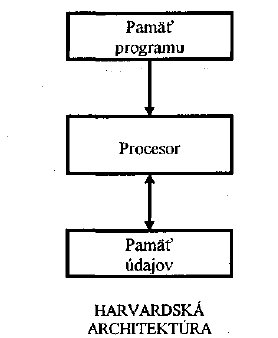 Pamäť
programu
Procesor
Pamäť
údajov
HARVARDSKÁ
ARCHITEKTÚRA